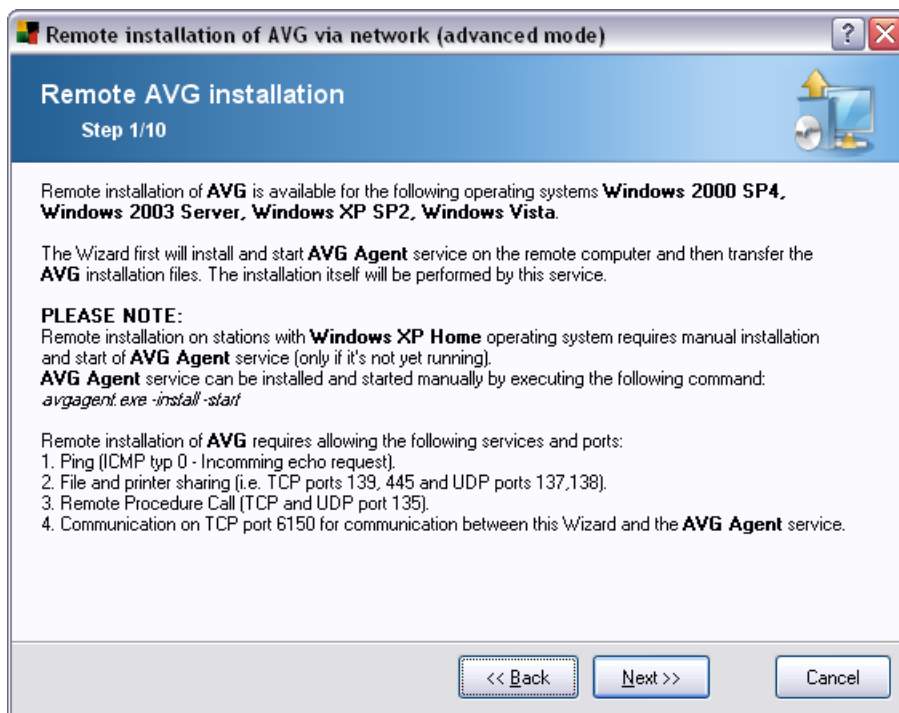 Remote installation of AVG via network (advanced mode)
?
Remote AVG installation
Step 1/10
Remote installation of AVG is available for the following operating systems Windows 2000 SP4,
Windows 2003 Server, Windows XP SP2, Windows Vista.
The Wizard first will install and start AVG Agent service on the remote computer and then transfer the
AVG installation files. The installation itself will be performed by this service.
PLEASE NOTE:
Remote installation on stations with Windows XP Home operating system requires manual installation
and start of AVG Agent service (only if it's not yet running).
AVG Agent service can be installed and started manually by executing the following command:
avgagent.exe -install -start
Remote installation of AVG requires allowing the following services and ports:
1. Ping (ICMP typ 0 - Incomming echo request).
2. File and printer sharing (i.e. TCP ports 139, 445 and UDP ports 137,138).
3. Remote Procedure Call (TCP and UDP port 135).
4. Communication on TCP port 6150 for communication between this Wizard and the AVG Agent service.
<< Back
Next >>
Cancel